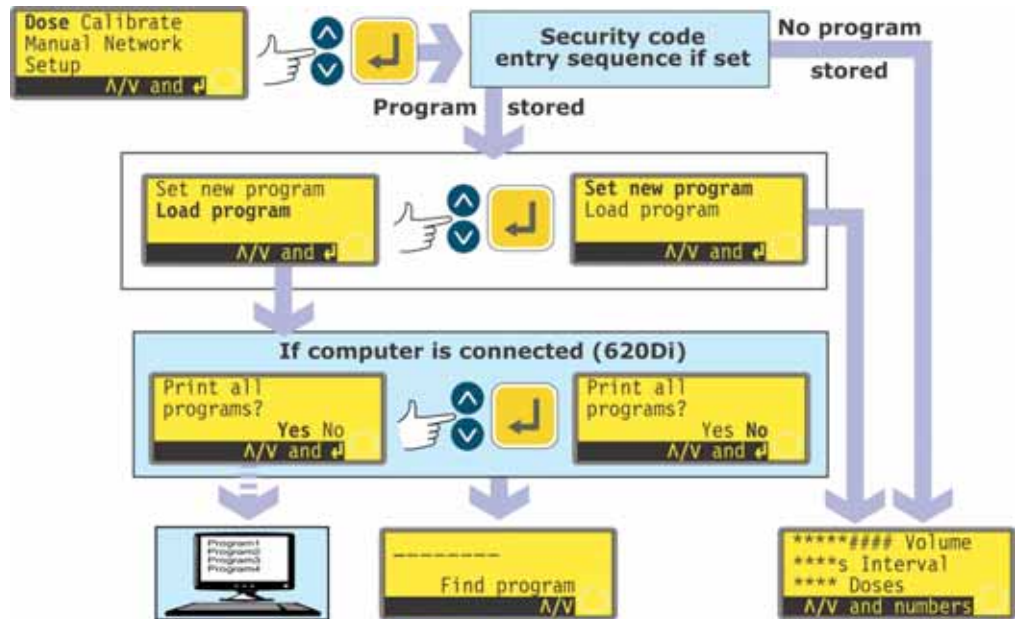 Dose Calibrate
Manual Network
Setup
∧/∨ and ↵
Security code
entry sequence if set
No program
stored
Program stored
Set new program
Load program
∧/∨ and ↵
Set new program
Load program
∧/∨ and ↵
If computer is connected (620Di)
Print all
programs?
Yes No
∧/∨ and ↵
Print all
programs?
Yes No
∧/∨ and ↵
Program1
Program2
Program3
Program4
--------
Find program
∧/∨
*****#### Volume
****s Interval
**** Doses
∧/∨ and numbers